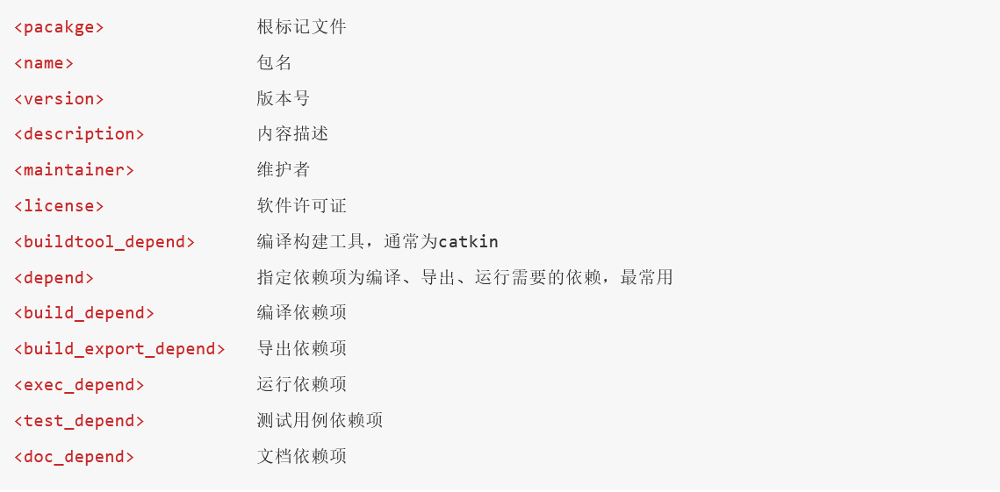 <pacakge> 根标记文件
<name> 包名
<version> 版本号
<description> 内容描述
<maintainer> 维护者
<license> 软件许可证
<buildtool_depend> 编译构建工具，通常为catkin
<depend> 指定依赖项为编译、导出、运行需要的依赖，最常用
<build_depend> 编译依赖项
<build_export_depend> 导出依赖项
<exec_depend> 运行依赖项
<test_depend> 测试用例依赖项
<doc_depend> 文档依赖项